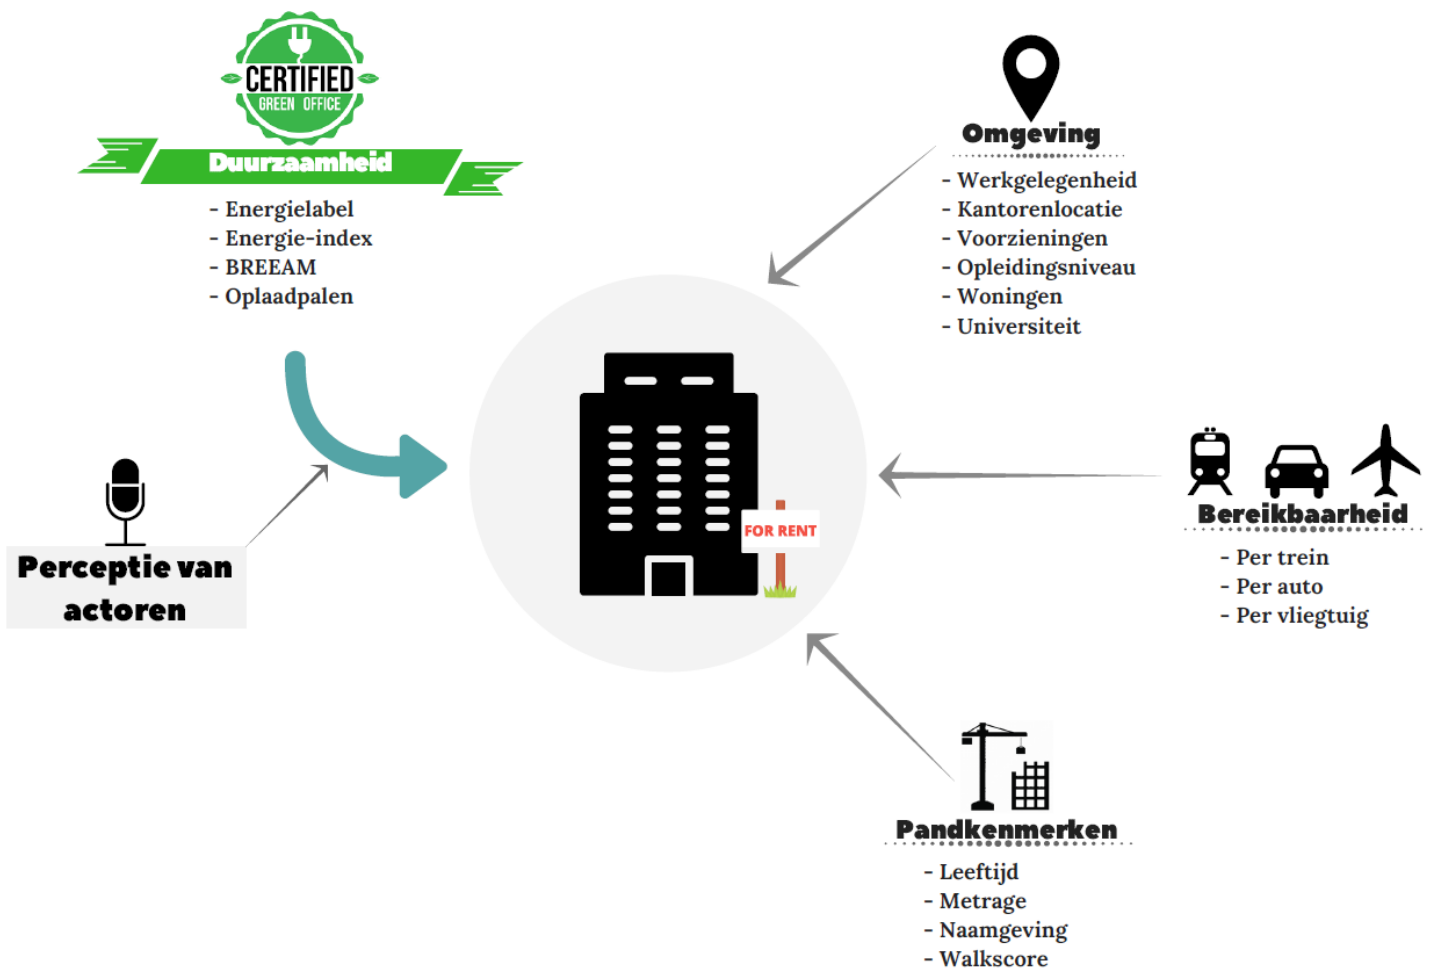 CERTIFIED
GREEN OFFICE
Duurzaamheid
- Energielabel
- Energie-index
- BREEAM
- Oplaadpalen
Omgeving
- Werkgelegenheid
- Kantorenlocatie
- Voorzieningen
- Opleidingsniveau
- Woningen
- Universiteit
Perceptie van
actoren
FOR RENT
Bereikbaarheid
- Per trein
- Per auto
- Per vliegtuig
Pandkenmerken
- Leeftijd
- Metrage
- Naamgeving
- Walkscore